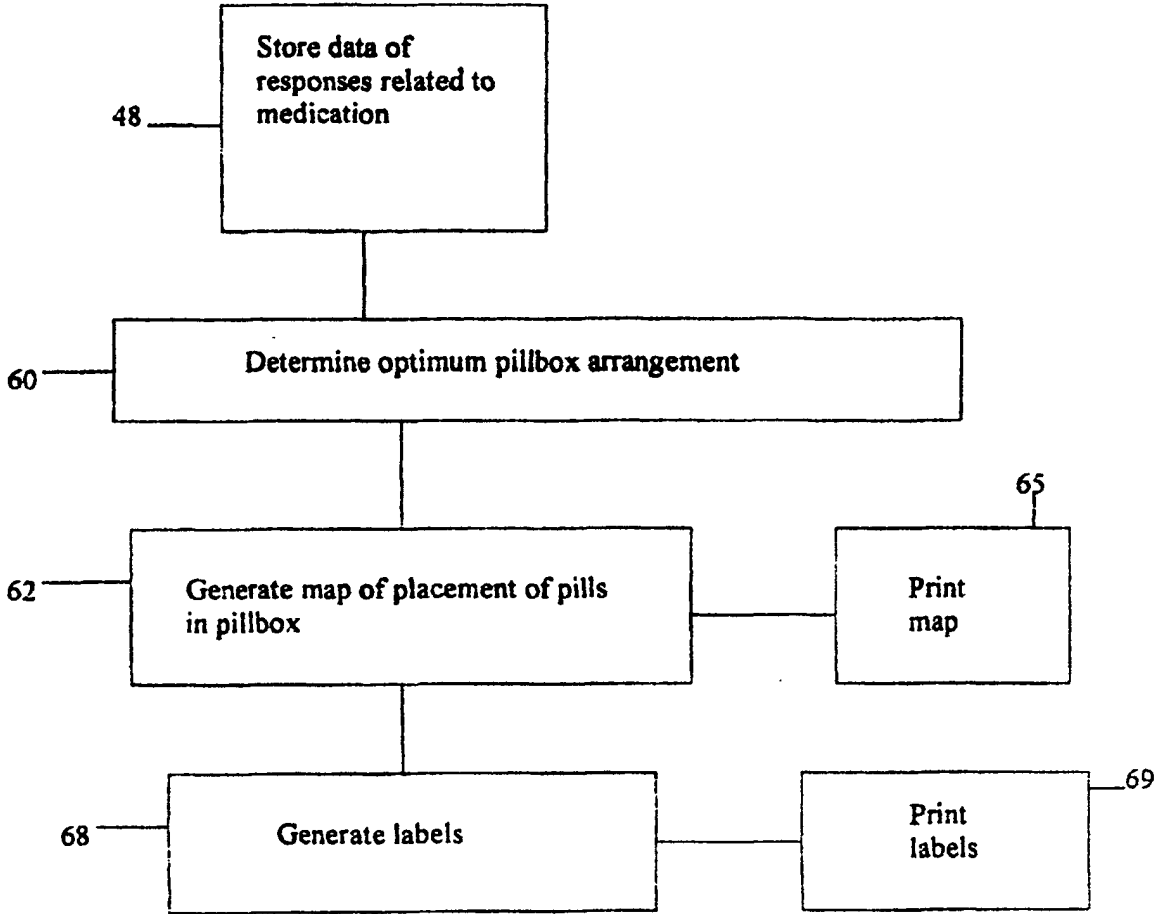 Store data of
responses related to
medication
48
Determine optimum pillbox arrangement
60
65
62
Generate map of placement of pills
in pillbox
Print
map
69
68
Generate labels
Print
labels